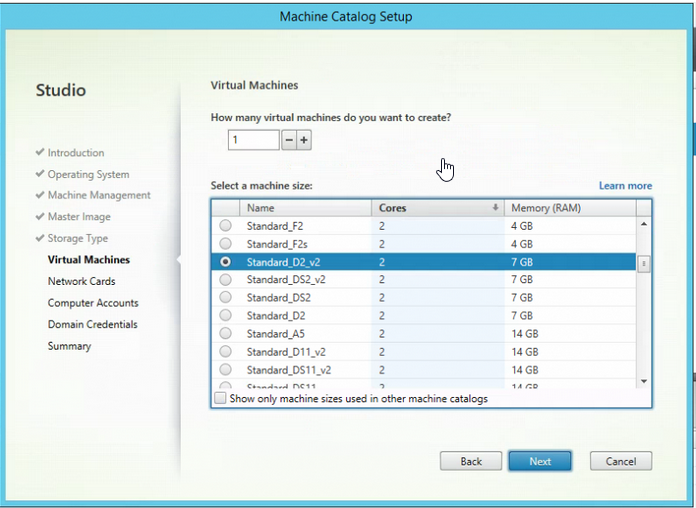 Machine Catalog Setup
Studio
✔ Introduction
✔ Operating System
✔ Machine Management
✔ Master Image
✔ Storage Type
Virtual Machines
Network Cards
Computer Accounts
Domain Credentials
Summary
Virtual Machines
How many virtual machines do you want to create?
1 − +
Select a machine size: Learn more
Name Cores Memory (RAM)
Standard_F2 2 4 GB
Standard_F2s 2 4 GB
Standard_D2_v2 2 7 GB
Standard_DS2_v2 2 7 GB
Standard_DS2 2 7 GB
Standard_D2 2 7 GB
Standard_A5 2 14 GB
Standard_D11_v2 2 14 GB
Standard_DS11_v2 2 14 GB
Standard_DS11 2 14 GB
Show only machine sizes used in other machine catalogs
Back Next Cancel